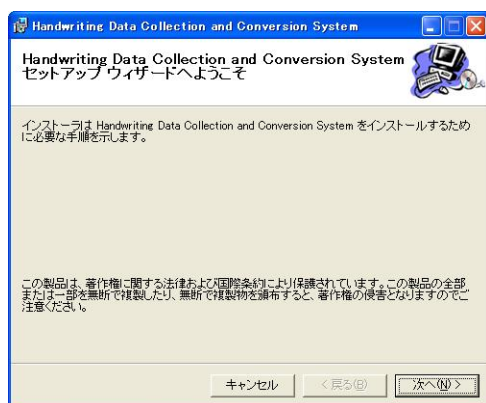 Handwriting Data Collection and Conversion System
Handwriting Data Collection and Conversion System
セットアップ ウィザードへようこそ
インストーラは Handwriting Data Collection and Conversion System をインストールするため
に必要な手順を示します。
この製品は、著作権に関する法律および国際条約により保護されています。この製品の全部
または一部を無断で複製したり、無断で複製物を頒布すると、著作権の侵害となりますのでご
注意ください。
キャンセル
< 戻る(B)
次へ(N) >